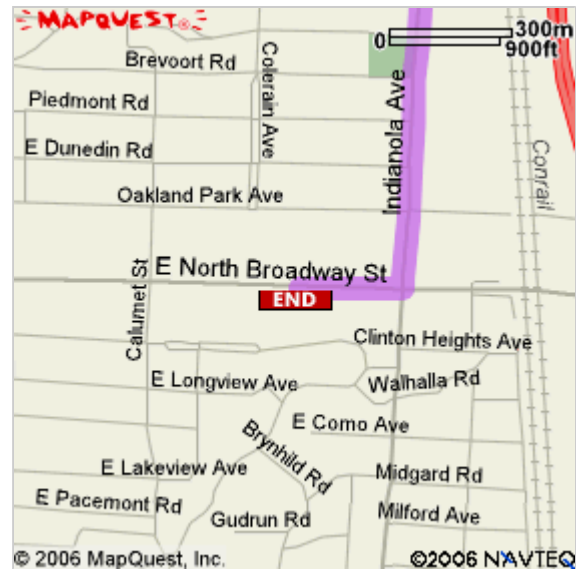 MAPQUEST
0 300m
900ft
Brevoort Rd
Colerain Ave
Piedmont Rd
Indianola Ave
E Dunedin Rd
Conrail
Oakland Park Ave
E North Broadway St
END
Calumet St
Clinton Heights Ave
E Longview Ave
Walhalla Rd
E Como Ave
Brynhild Rd
E Lakeview Ave
Midgard Rd
E Pacemont Rd
Gudrun Rd
Milford Ave
© 2006 MapQuest, Inc.
©2006 NAVTEQ